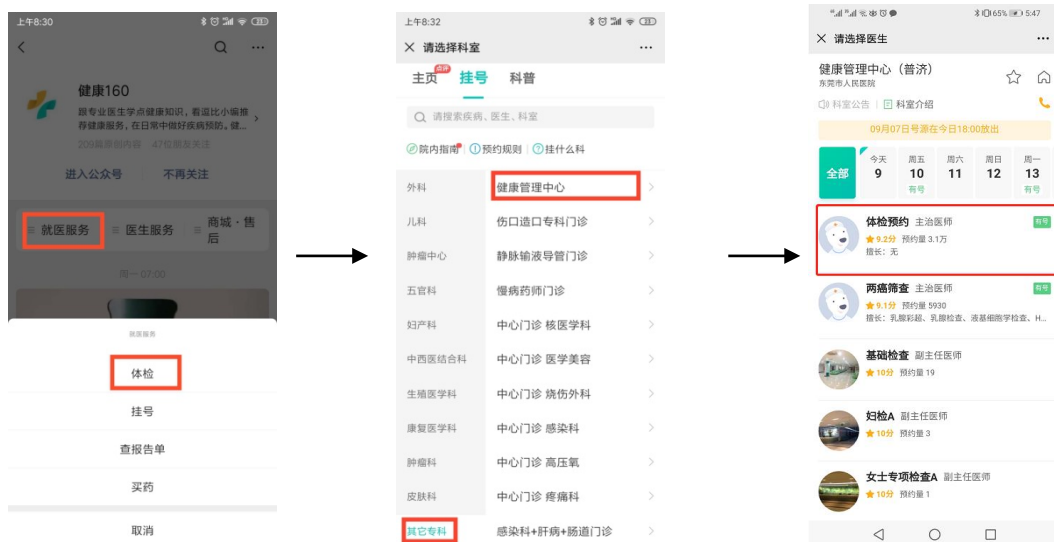 上午8:30
健康160
跟专业医生学点健康知识，看逗比小编推
荐健康服务，在日常中做好疾病预防。健...
209篇原创内容 47位朋友关注
进入公众号 不再关注
就医服务 医生服务 商城·售
后
周一 07:00
就医服务
体检
挂号
查报告单
买药
取消
上午8:32
请选择科室
主页 点评 挂号 科普
请搜索疾病、医生、科室
院内指南 预约规则 挂什么科
外科 健康管理中心
儿科 伤口造口专科门诊
肿瘤中心 静脉输液导管门诊
五官科 慢病药师门诊
妇产科 中心门诊 核医学科
中西医结合科 中心门诊 医学美容
生殖医学科 中心门诊 烧伤外科
康复医学科 中心门诊 感染科
肿瘤科 中心门诊 高压氧
皮肤科 中心门诊 疼痛科
其它专科 感染科+肝病+肠道门诊
65% 5:47
请选择医生
健康管理中心（普济）
东莞市人民医院
科室公告 科室介绍
09月07日号源在今日18:00放出
全部 今天 周五 周六 周日 周一
9 10 11 12 13
有号 有号
体检预约 主治医师 有号
9.2分 预约量 3.1万
擅长：无
两癌筛查 主治医师 有号
9.1分 预约量 5930
擅长：乳腺彩超、乳腺检查、液基细胞学检查、H...
基础检查 副主任医师
10分 预约量 19
妇检A 副主任医师
10分 预约量 3
女士专项检查A 副主任医师
10分 预约量 1